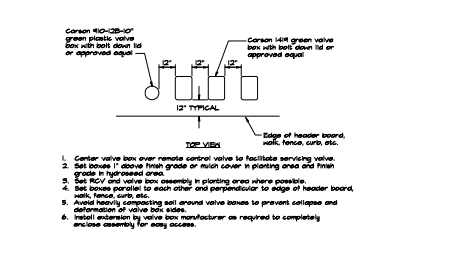 Carson 910-12B-10"
green plastic valve
box with bolt down lid
or approved equal
Carson 1419 green valve
box with bolt down lid or
approved equal
12" 12" 12"
12" TYPICAL
Edge of header board,
walk, fence, curb, etc.
TOP VIEW
1. Center valve box over remote control valve to facilitate servicing valve.
2. Set boxes 1" above finish grade or mulch cover in planting area and finish
grade in hydroseed area.
3. Set RCV and valve box assembly in planting area where possible.
4. Set boxes parallel to each other and perpendicular to edge of header board,
walk, fence, curb, etc.
5. Avoid heavily compacting soil around valve boxes to prevent collapse and
deformation of valve box sides.
6. Install extension by valve box manufacturer as required to completely
enclose assembly for easy access.